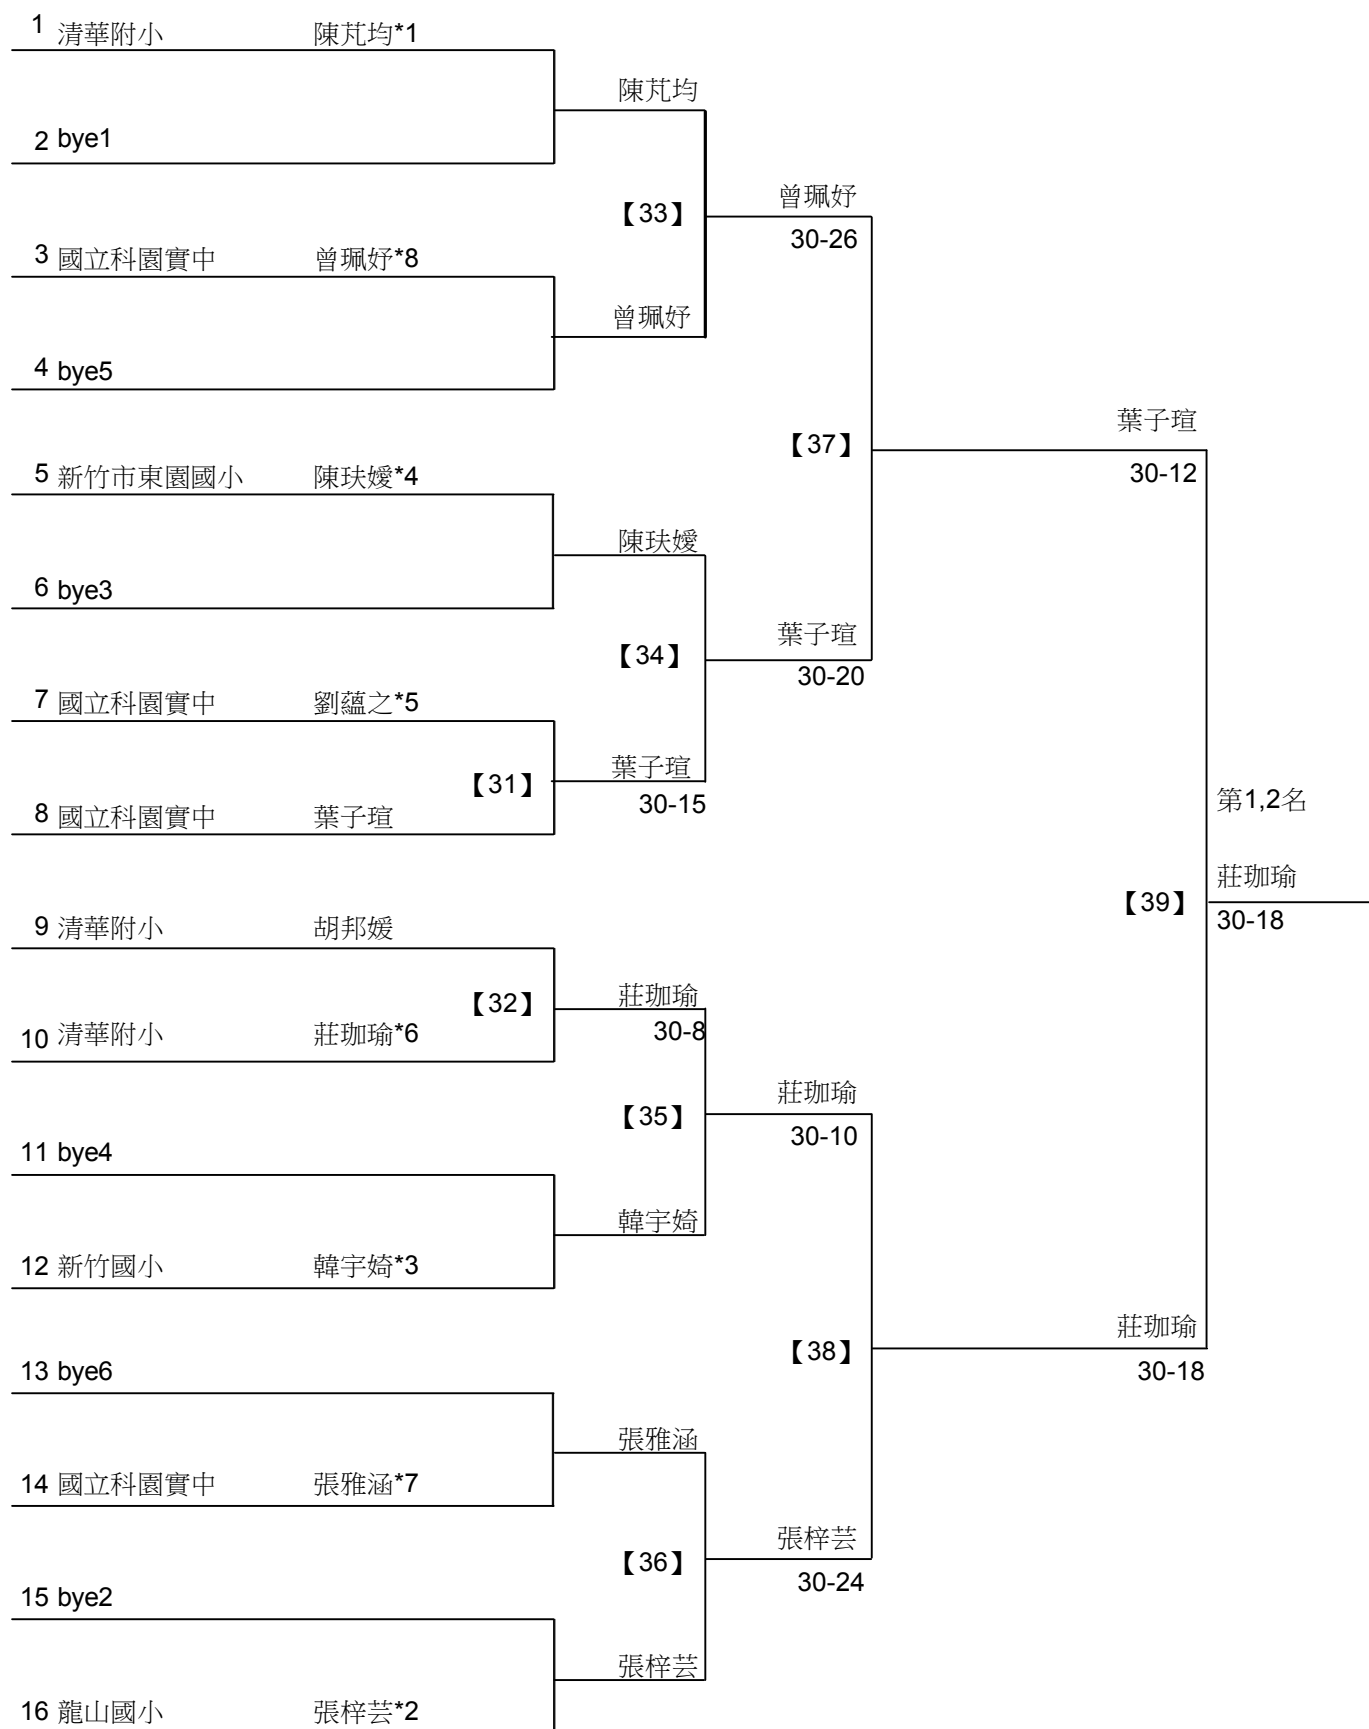 1 清華附小 陳芃均*1
陳芃均
2 bye1
曾珮妤
【33】
30-26
3 國立科園實中 曾珮妤*8
曾珮妤
4 bye5
葉子瑄
【37】
30-12
5 新竹市東園國小 陳玞嫒*4
陳玞嫒
6 bye3
葉子瑄
【34】
30-20
7 國立科園實中 劉蘊之*5
葉子瑄
【31】
30-15
8 國立科園實中 葉子瑄
第1,2名
莊珈瑜
【39】
30-18
9 清華附小 胡邦媛
莊珈瑜
【32】
30-8
10 清華附小 莊珈瑜*6
莊珈瑜
【35】
30-10
11 bye4
韓宇婍
12 新竹國小 韓宇婍*3
莊珈瑜
【38】
30-18
13 bye6
張雅涵
14 國立科園實中 張雅涵*7
張梓芸
【36】
30-24
15 bye2
張梓芸
16 龍山國小 張梓芸*2